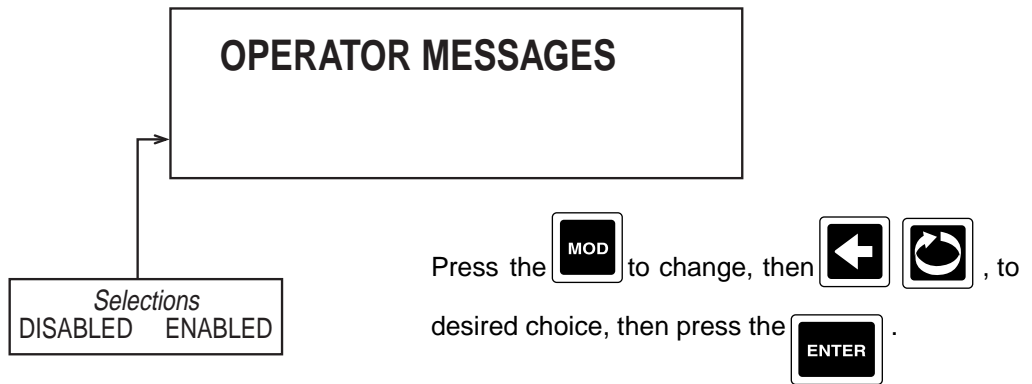 OPERATOR MESSAGES
Selections
DISABLED ENABLED
Press the MOD to change, then , to
desired choice, then press the ENTER .